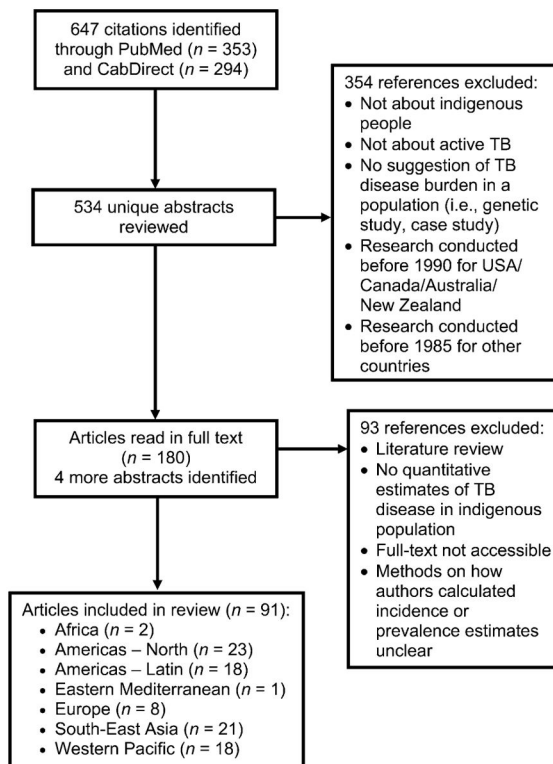 647 citations identified
through PubMed (n = 353)
and CabDirect (n = 294)
354 references excluded:
• Not about indigenous
people
• Not about active TB
• No suggestion of TB
disease burden in a
population (i.e., genetic
study, case study)
• Research conducted
before 1990 for USA/
Canada/Australia/
New Zealand
• Research conducted
before 1985 for other
countries
534 unique abstracts
reviewed
Articles read in full text
(n = 180)
4 more abstracts identified
93 references excluded:
• Literature review
• No quantitative
estimates of TB
disease in indigenous
population
• Full-text not accessible
• Methods on how
authors calculated
incidence or
prevalence estimates
unclear
Articles included in review (n = 91):
• Africa (n = 2)
• Americas – North (n = 23)
• Americas – Latin (n = 18)
• Eastern Mediterranean (n = 1)
• Europe (n = 8)
• South-East Asia (n = 21)
• Western Pacific (n = 18)